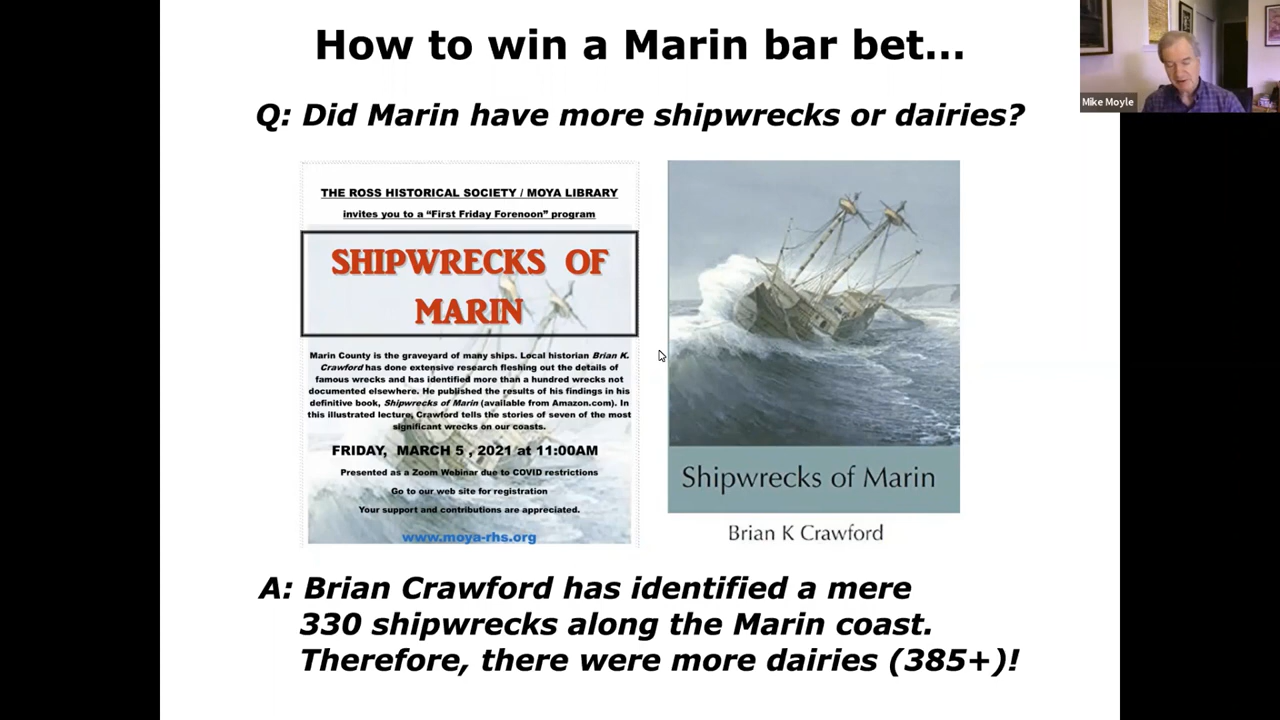 How to win a Marin bar bet...
Mike Moyle
Q: Did Marin have more shipwrecks or dairies?
THE ROSS HISTORICAL SOCIETY / MOYA LIBRARY
invites you to a “First Friday Forenoon” program
SHIPWRECKS OF
MARIN
Marin County is the graveyard of many ships. Local historian Brian K.
Crawford has done extensive research fleshing out the details of
famous wrecks and has identified more than a hundred wrecks not
documented elsewhere. He published the results of his findings in his
definitive book, Shipwrecks of Marin (available from Amazon.com). In
this illustrated lecture, Crawford tells the stories of seven of the most
significant wrecks on our coasts.
FRIDAY, MARCH 5 , 2021 at 11:00AM
Presented as a Zoom Webinar due to COVID restrictions
Go to our web site for registration
Your support and contributions are appreciated.
www.moya-rhs.org
Shipwrecks of Marin
Brian K Crawford
A: Brian Crawford has identified a mere
330 shipwrecks along the Marin coast.
Therefore, there were more dairies (385+)!